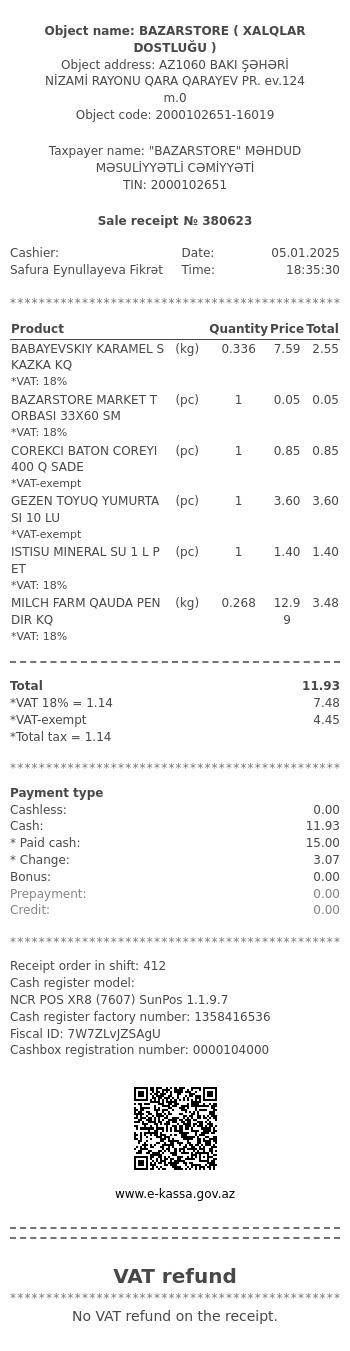 Object name: BAZARSTORE ( XALQLAR
DOSTLUĞU )
Object address: AZ1060 BAKI ŞƏHƏRİ
NİZAMİ RAYONU QARA QARAYEV PR. ev.124
m.0
Object code: 2000102651-16019
Taxpayer name: "BAZARSTORE" MƏHDUD
MƏSULİYYƏTLİ CƏMİYYƏTİ
TIN: 2000102651
Sale receipt № 380623
Cashier: Date: 05.01.2025
Safura Eynullayeva Fikrət Time: 18:35:30
************************************************
Product Quantity Price Total
BABAYEVSKIY KARAMEL S (kg) 0.336 7.59 2.55
KAZKA KQ
*VAT: 18%
BAZARSTORE MARKET T (pc) 1 0.05 0.05
ORBASI 33X60 SM
*VAT: 18%
COREKCI BATON COREYI (pc) 1 0.85 0.85
400 Q SADE
*VAT-exempt
GEZEN TOYUQ YUMURTA (pc) 1 3.60 3.60
SI 10 LU
*VAT-exempt
ISTISU MINERAL SU 1 L P (pc) 1 1.40 1.40
ET
*VAT: 18%
MILCH FARM QAUDA PEN (kg) 0.268 12.9 3.48
DIR KQ 9
*VAT: 18%
Total 11.93
*VAT 18% = 1.14 7.48
*VAT-exempt 4.45
*Total tax = 1.14
************************************************
Payment type
Cashless: 0.00
Cash: 11.93
* Paid cash: 15.00
* Change: 3.07
Bonus: 0.00
Prepayment: 0.00
Credit: 0.00
************************************************
Receipt order in shift: 412
Cash register model:
NCR POS XR8 (7607) SunPos 1.1.9.7
Cash register factory number: 1358416536
Fiscal ID: 7W7ZLvJZSAgU
Cashbox registration number: 0000104000
www.e-kassa.gov.az
VAT refund
************************************************
No VAT refund on the receipt.